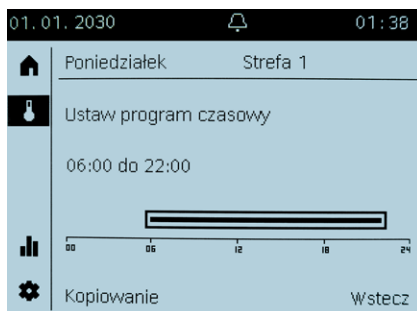 01.01.2030 01:38
Poniedziałek Strefa 1
Ustaw program czasowy
06:00 do 22:00
00 06 12 18 24
Kopiowanie Wstecz